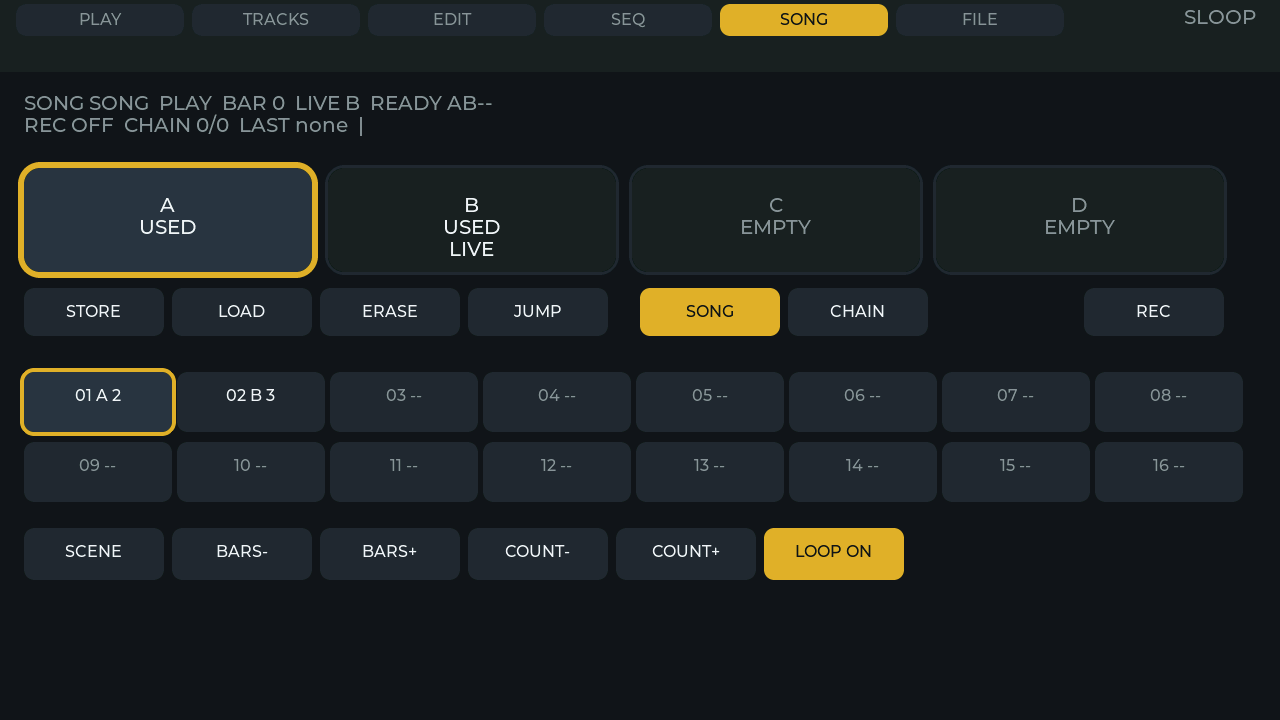 PLAY TRACKS EDIT SEQ SONG FILE SLOOP
SONG SONG  PLAY  BAR 0  LIVE B  READY AB--
REC OFF  CHAIN 0/0  LAST none  |
A
USED
B
USED
LIVE
C
EMPTY
D
EMPTY
STORE LOAD ERASE JUMP SONG CHAIN REC
01 A 2 02 B 3 03 -- 04 -- 05 -- 06 -- 07 -- 08 --
09 -- 10 -- 11 -- 12 -- 13 -- 14 -- 15 -- 16 --
SCENE BARS- BARS+ COUNT- COUNT+ LOOP ON